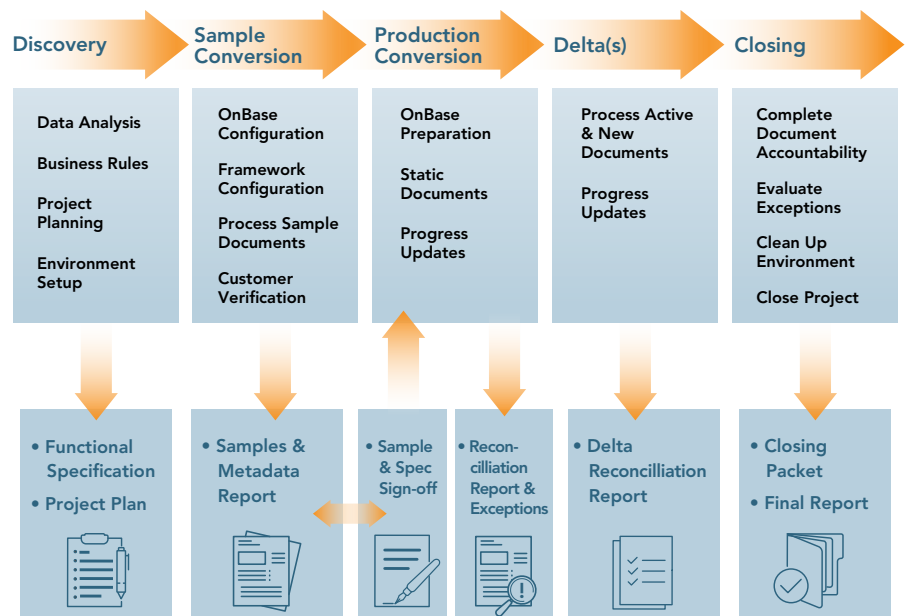 Discovery
Sample
Conversion
Production
Conversion
Delta(s)
Closing
Data Analysis
Business Rules
Project
Planning
Environment
Setup
OnBase
Configuration
Framework
Configuration
Process Sample
Documents
Customer
Verification
OnBase
Preparation
Static
Documents
Progress
Updates
Process Active
& New
Documents
Progress
Updates
Complete
Document
Accountability
Evaluate
Exceptions
Clean Up
Environment
Close Project
• Functional
Specification
• Project Plan
• Samples &
Metadata
Report
• Sample
& Spec
Sign-off
• Recon-
cilliation
Report &
Exceptions
• Delta
Reconcilliation
Report
• Closing
Packet
• Final Report